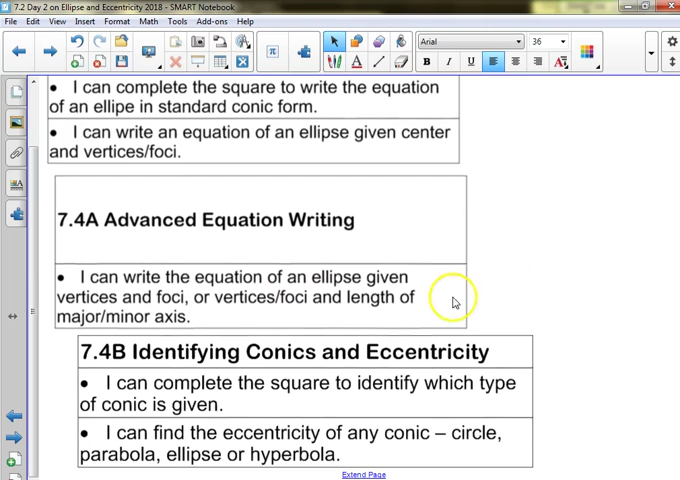 7.2 Day 2 on Ellipse and Eccentricity 2018 - SMART Notebook
File Edit View Insert Format Math Tools Add-ons Help
Arial 36
B I U
• I can complete the square to write the equation
of an ellipe in standard conic form.
• I can write an equation of an ellipse given center
and vertices/foci.
7.4A Advanced Equation Writing
• I can write the equation of an ellipse given
vertices and foci, or vertices/foci and length of
major/minor axis.
7.4B Identifying Conics and Eccentricity
• I can complete the square to identify which type
of conic is given.
• I can find the eccentricity of any conic – circle,
parabola, ellipse or hyperbola.
Extend Page